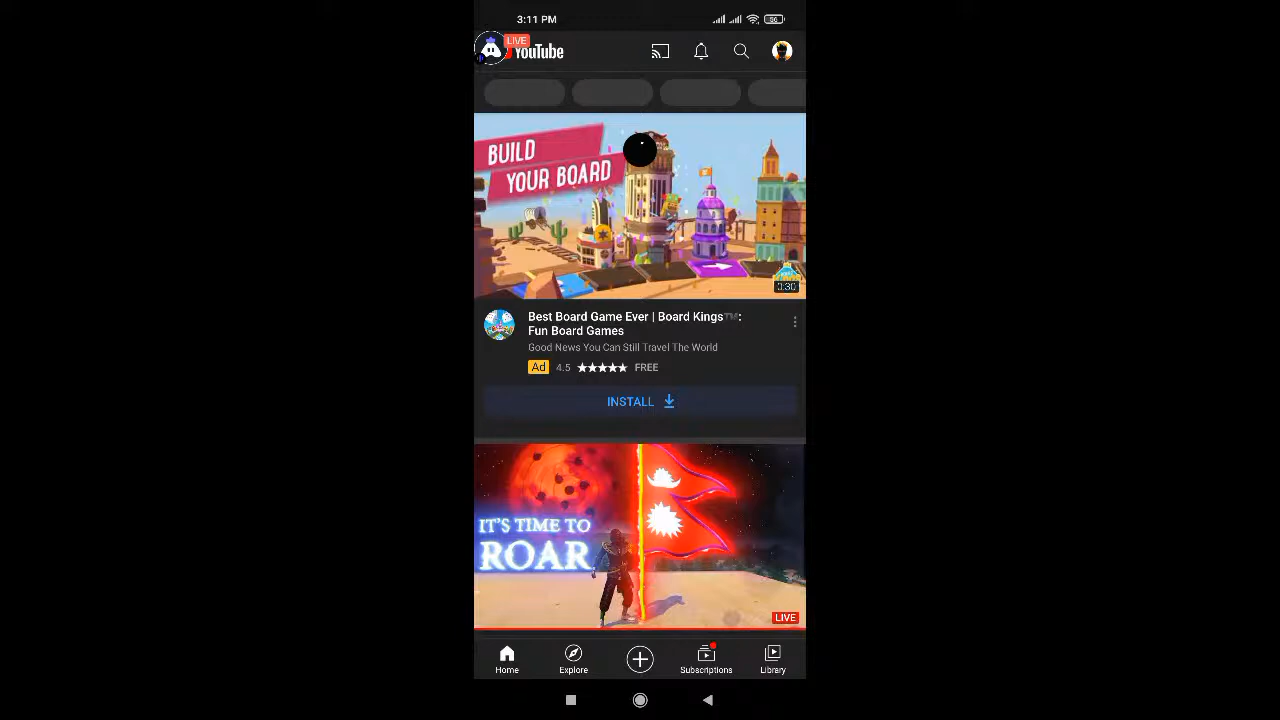 3:11 PM
56
LIVE
YouTube
BUILD
YOUR BOARD
0:30
Best Board Game Ever | Board Kings™:
Fun Board Games
Good News You Can Still Travel The World
Ad 4.5 ★★★★★ FREE
INSTALL
IT'S TIME TO
ROAR
LIVE
Home Explore Subscriptions Library